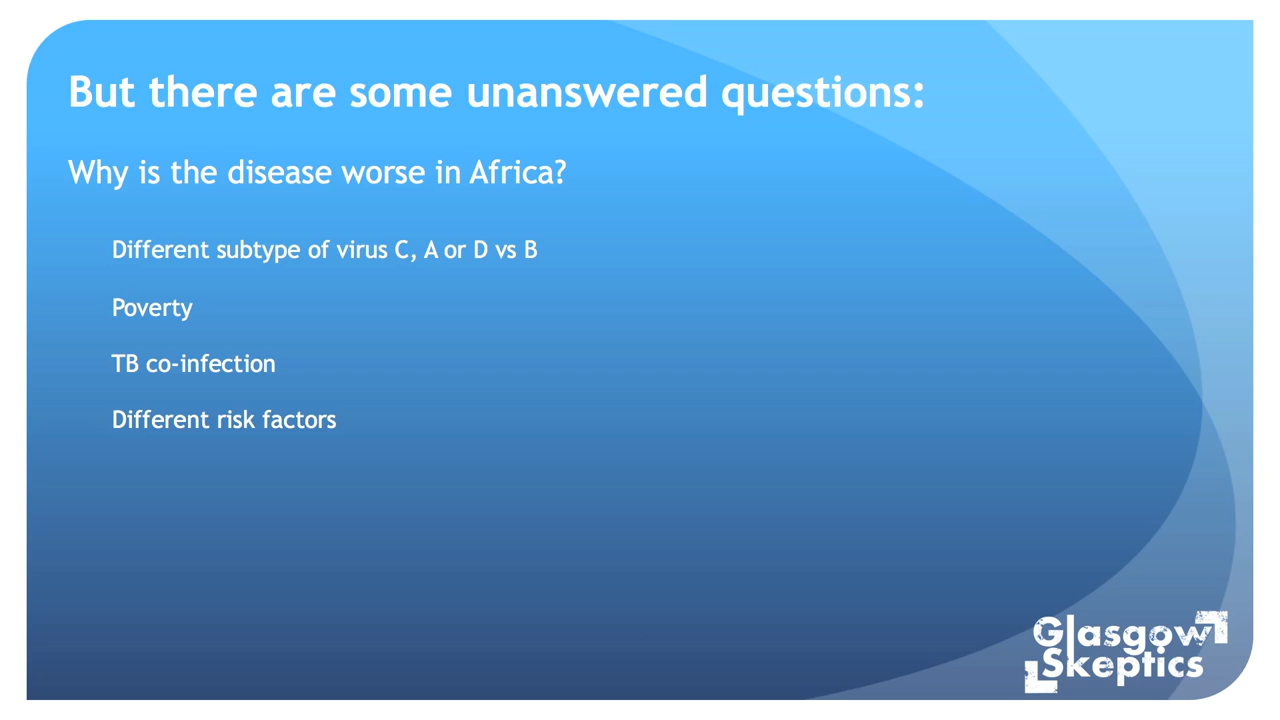 But there are some unanswered questions:
Why is the disease worse in Africa?
Different subtype of virus C, A or D vs B
Poverty
TB co-infection
Different risk factors
Glasgow
Skeptics